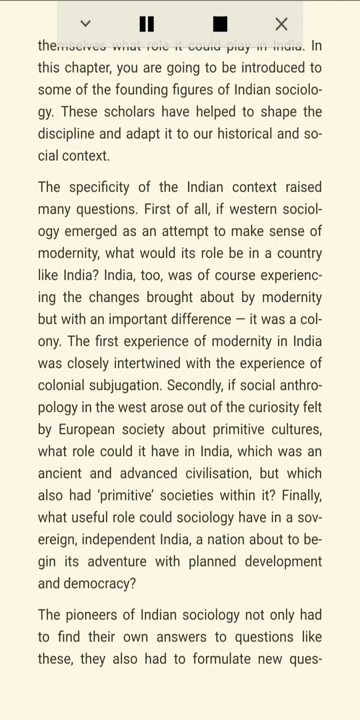 themselves what role it could play in India. In
this chapter, you are going to be introduced to
some of the founding figures of Indian sociolo-
gy. These scholars have helped to shape the
discipline and adapt it to our historical and so-
cial context.
The specificity of the Indian context raised
many questions. First of all, if western sociol-
ogy emerged as an attempt to make sense of
modernity, what would its role be in a country
like India? India, too, was of course experienc-
ing the changes brought about by modernity
but with an important difference — it was a col-
ony. The first experience of modernity in India
was closely intertwined with the experience of
colonial subjugation. Secondly, if social anthro-
pology in the west arose out of the curiosity felt
by European society about primitive cultures,
what role could it have in India, which was an
ancient and advanced civilisation, but which
also had ‘primitive’ societies within it? Finally,
what useful role could sociology have in a sov-
ereign, independent India, a nation about to be-
gin its adventure with planned development
and democracy?
The pioneers of Indian sociology not only had
to find their own answers to questions like
these, they also had to formulate new ques-